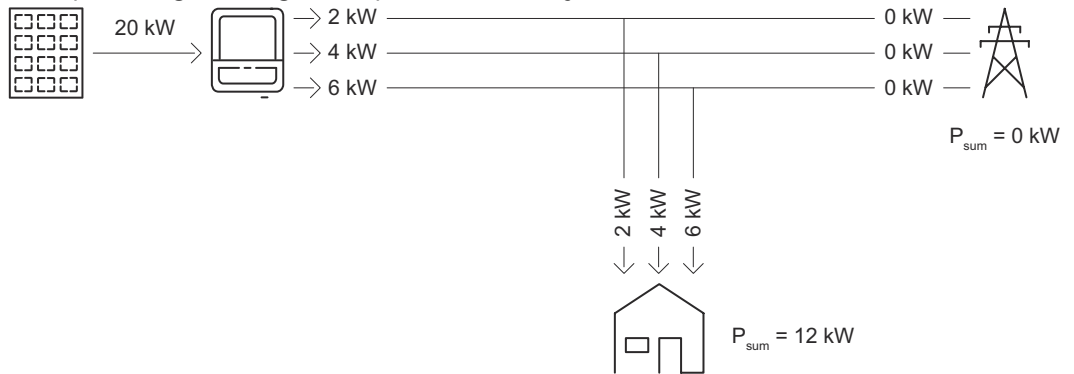 20 kW
2 kW 0 kW
4 kW 0 kW
6 kW 0 kW
P_sum = 0 kW
2 kW
4 kW
6 kW
P_sum = 12 kW